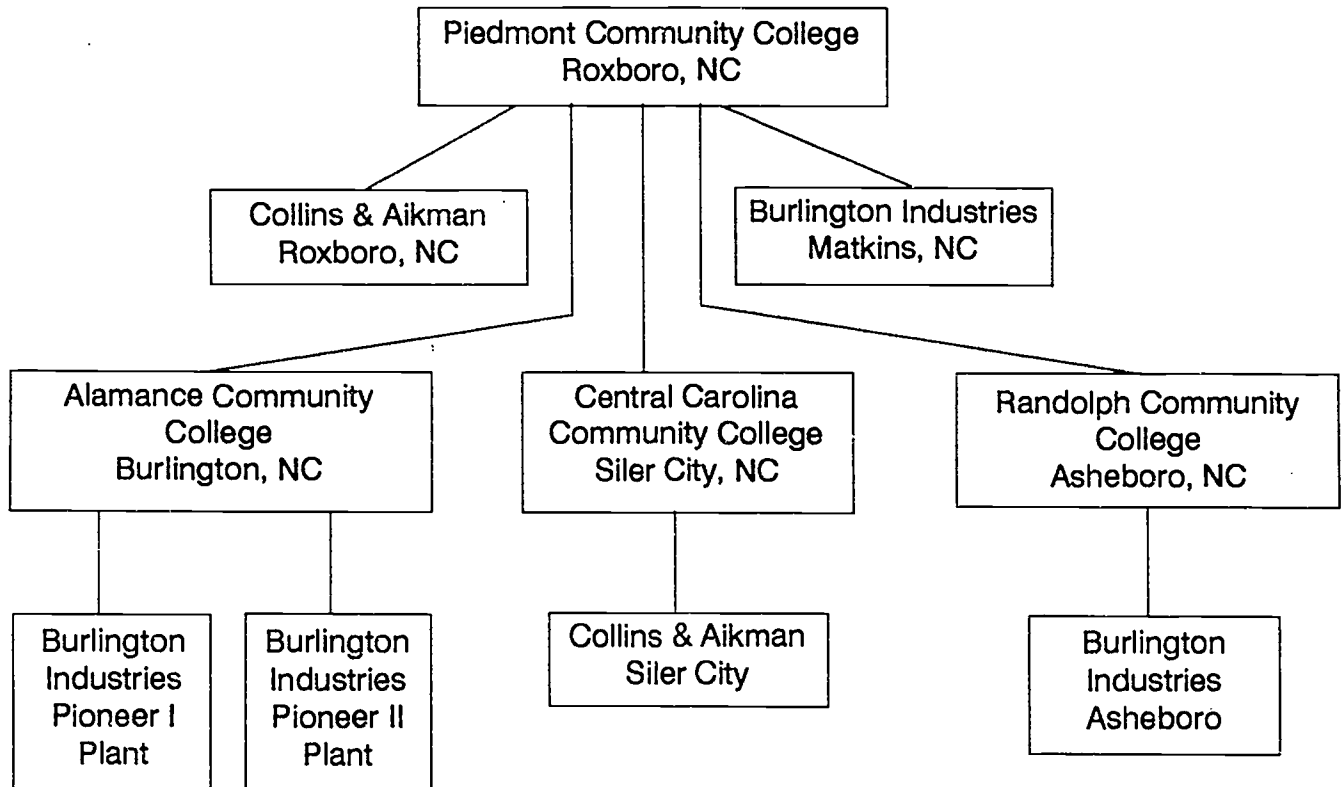 Piedmont Community College
Roxboro, NC
Collins & Aikman
Roxboro, NC
Burlington Industries
Matkins, NC
Alamance Community
College
Burlington, NC
Central Carolina
Community College
Siler City, NC
Randolph Community
College
Asheboro, NC
Burlington
Industries
Pioneer I
Plant
Burlington
Industries
Pioneer II
Plant
Collins & Aikman
Siler City
Burlington
Industries
Asheboro